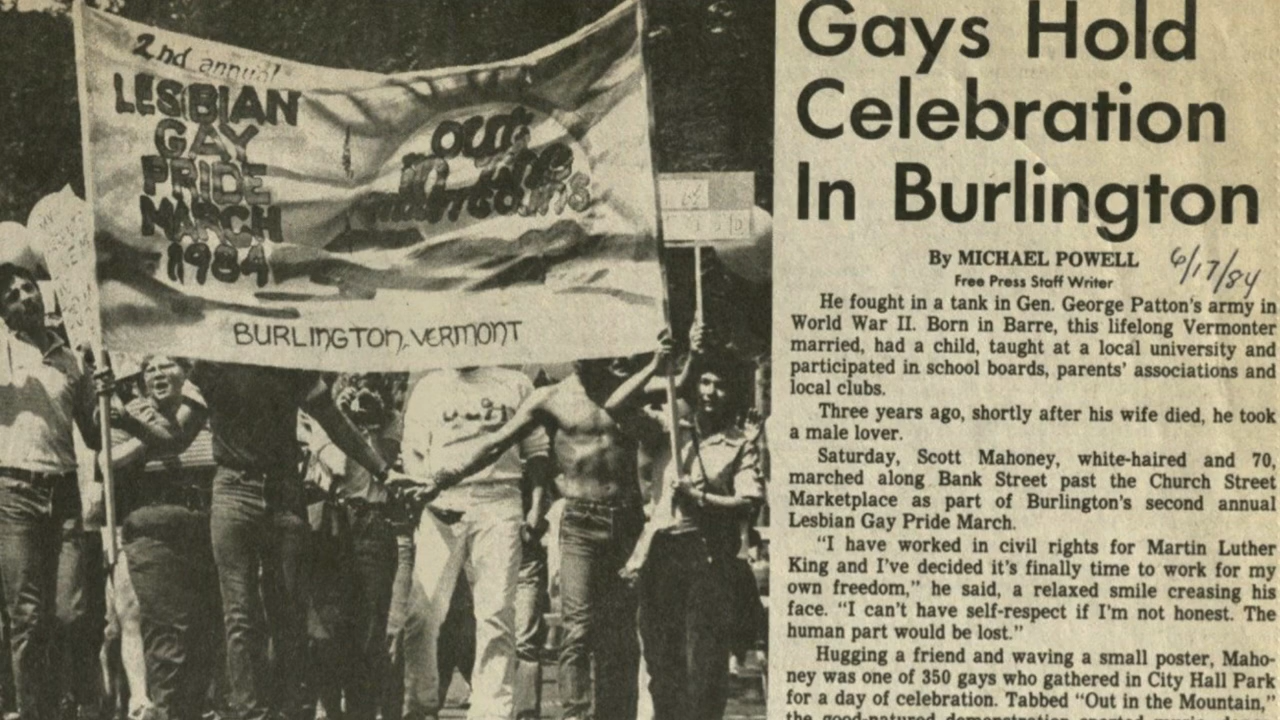 2nd annual
LESBIAN
GAY
PRIDE
MARCH
1984
out
in the
mountains
BURLINGTON, VERMONT
Gays Hold
Celebration
In Burlington
By MICHAEL POWELL
6/17/84
Free Press Staff Writer
He fought in a tank in Gen. George Patton's army in
World War II. Born in Barre, this lifelong Vermonter
married, had a child, taught at a local university and
participated in school boards, parents' associations and
local clubs.
Three years ago, shortly after his wife died, he took
a male lover.
Saturday, Scott Mahoney, white-haired and 70,
marched along Bank Street past the Church Street
Marketplace as part of Burlington's second annual
Lesbian Gay Pride March.
"I have worked in civil rights for Martin Luther
King and I've decided it's finally time to work for my
own freedom," he said, a relaxed smile creasing his
face. "I can't have self-respect if I'm not honest. The
human part would be lost."
Hugging a friend and waving a small poster, Maho-
ney was one of 350 gays who gathered in City Hall Park
for a day of celebration. Tabbed "Out in the Mountain,"
the good-natured demonstration